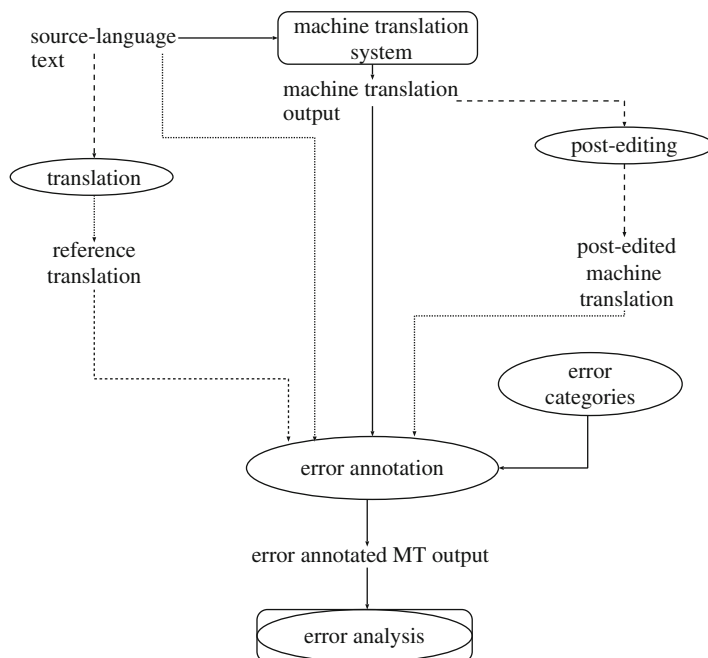 source-language
text
machine translation
system
machine translation
output
post-editing
translation
reference
translation
post-edited
machine
translation
error
categories
error annotation
error annotated MT output
error analysis